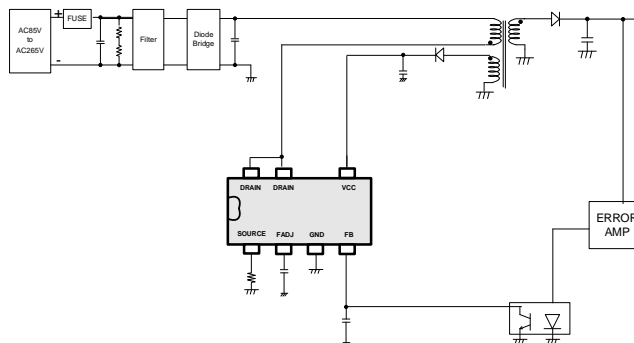 AC85V
to
AC265V
+
-
FUSE
Filter
Diode
Bridge
DRAIN
DRAIN
VCC
SOURCE
FADJ
GND
FB
ERROR
AMP